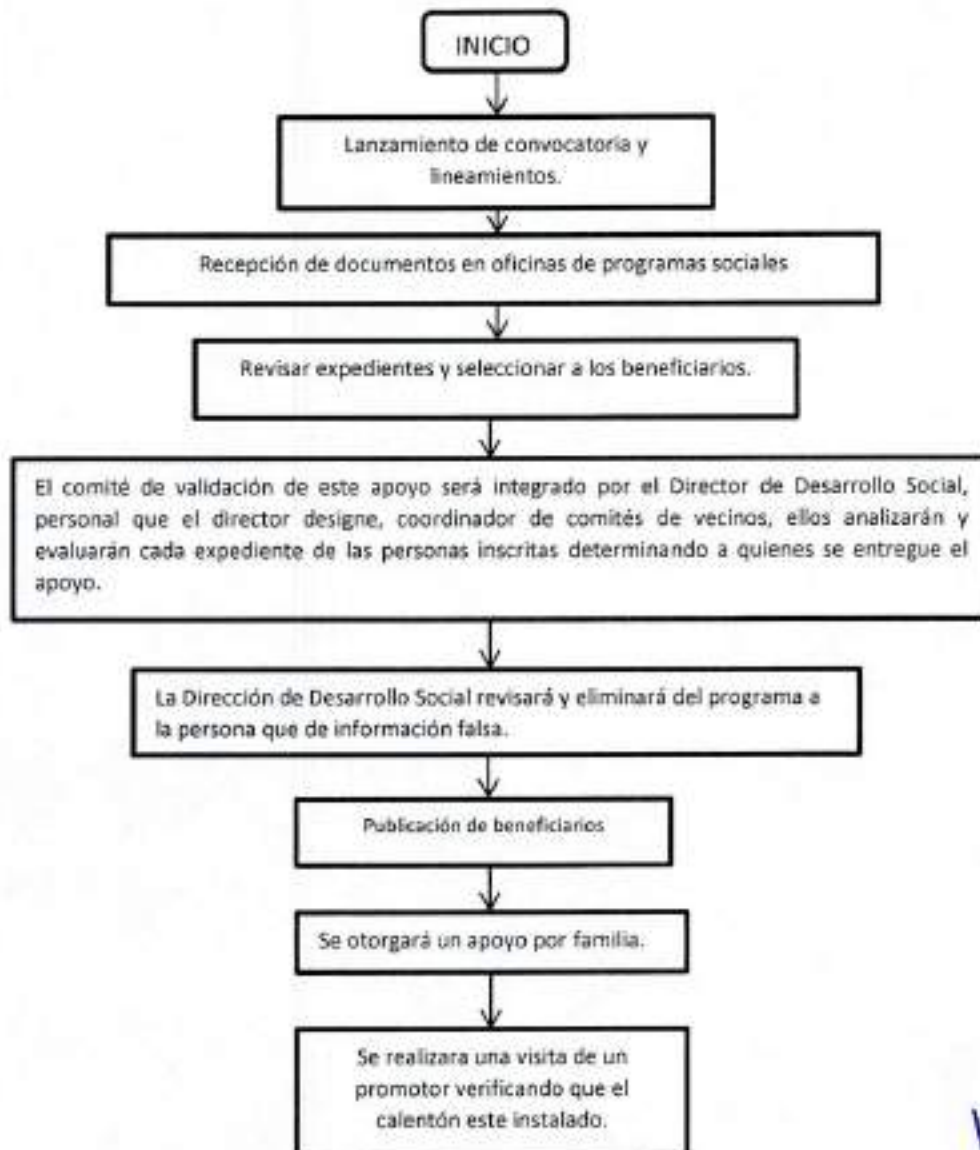 INICIO
Lanzamiento de convocatoria y
lineamientos.
Recepción de documentos en oficinas de programas sociales
Revisar expedientes y seleccionar a los beneficiarios.
El comité de validación de este apoyo será integrado por el Director de Desarrollo Social,
personal que el director designe, coordinador de comités de vecinos, ellos analizarán y
evaluarán cada expediente de las personas inscritas determinando a quienes se entregue el
apoyo.
La Dirección de Desarrollo Social revisará y eliminará del programa a
la persona que de información falsa.
Publicación de beneficiarios
Se otorgará un apoyo por familia.
Se realizara una visita de un
promotor verificando que el
calentón este instalado.